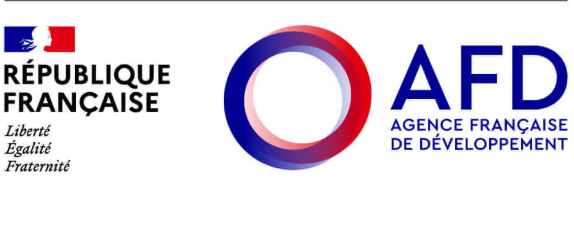 RÉPUBLIQUE
FRANÇAISE
Liberté
Égalité
Fraternité
AFD
AGENCE FRANÇAISE
DE DÉVELOPPEMENT